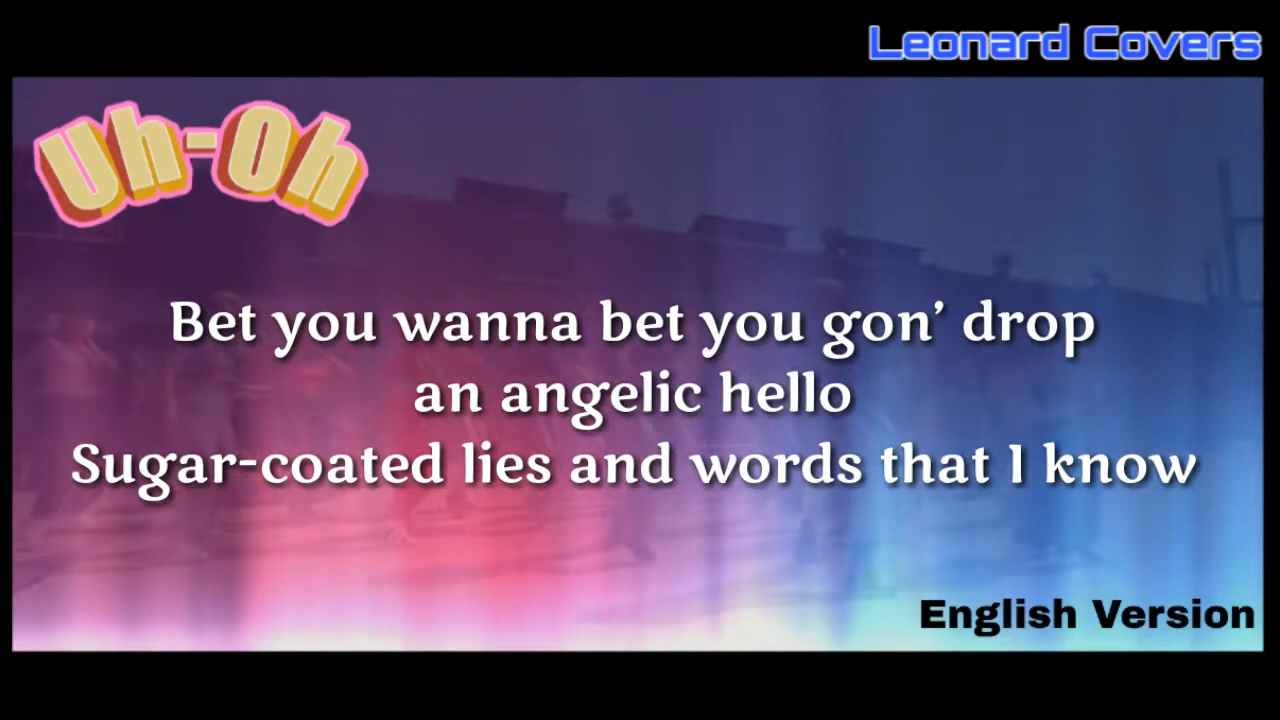 Leonard Covers
Uh-Oh
Bet you wanna bet you gon’ drop
an angelic hello
Sugar-coated lies and words that I know
English Version